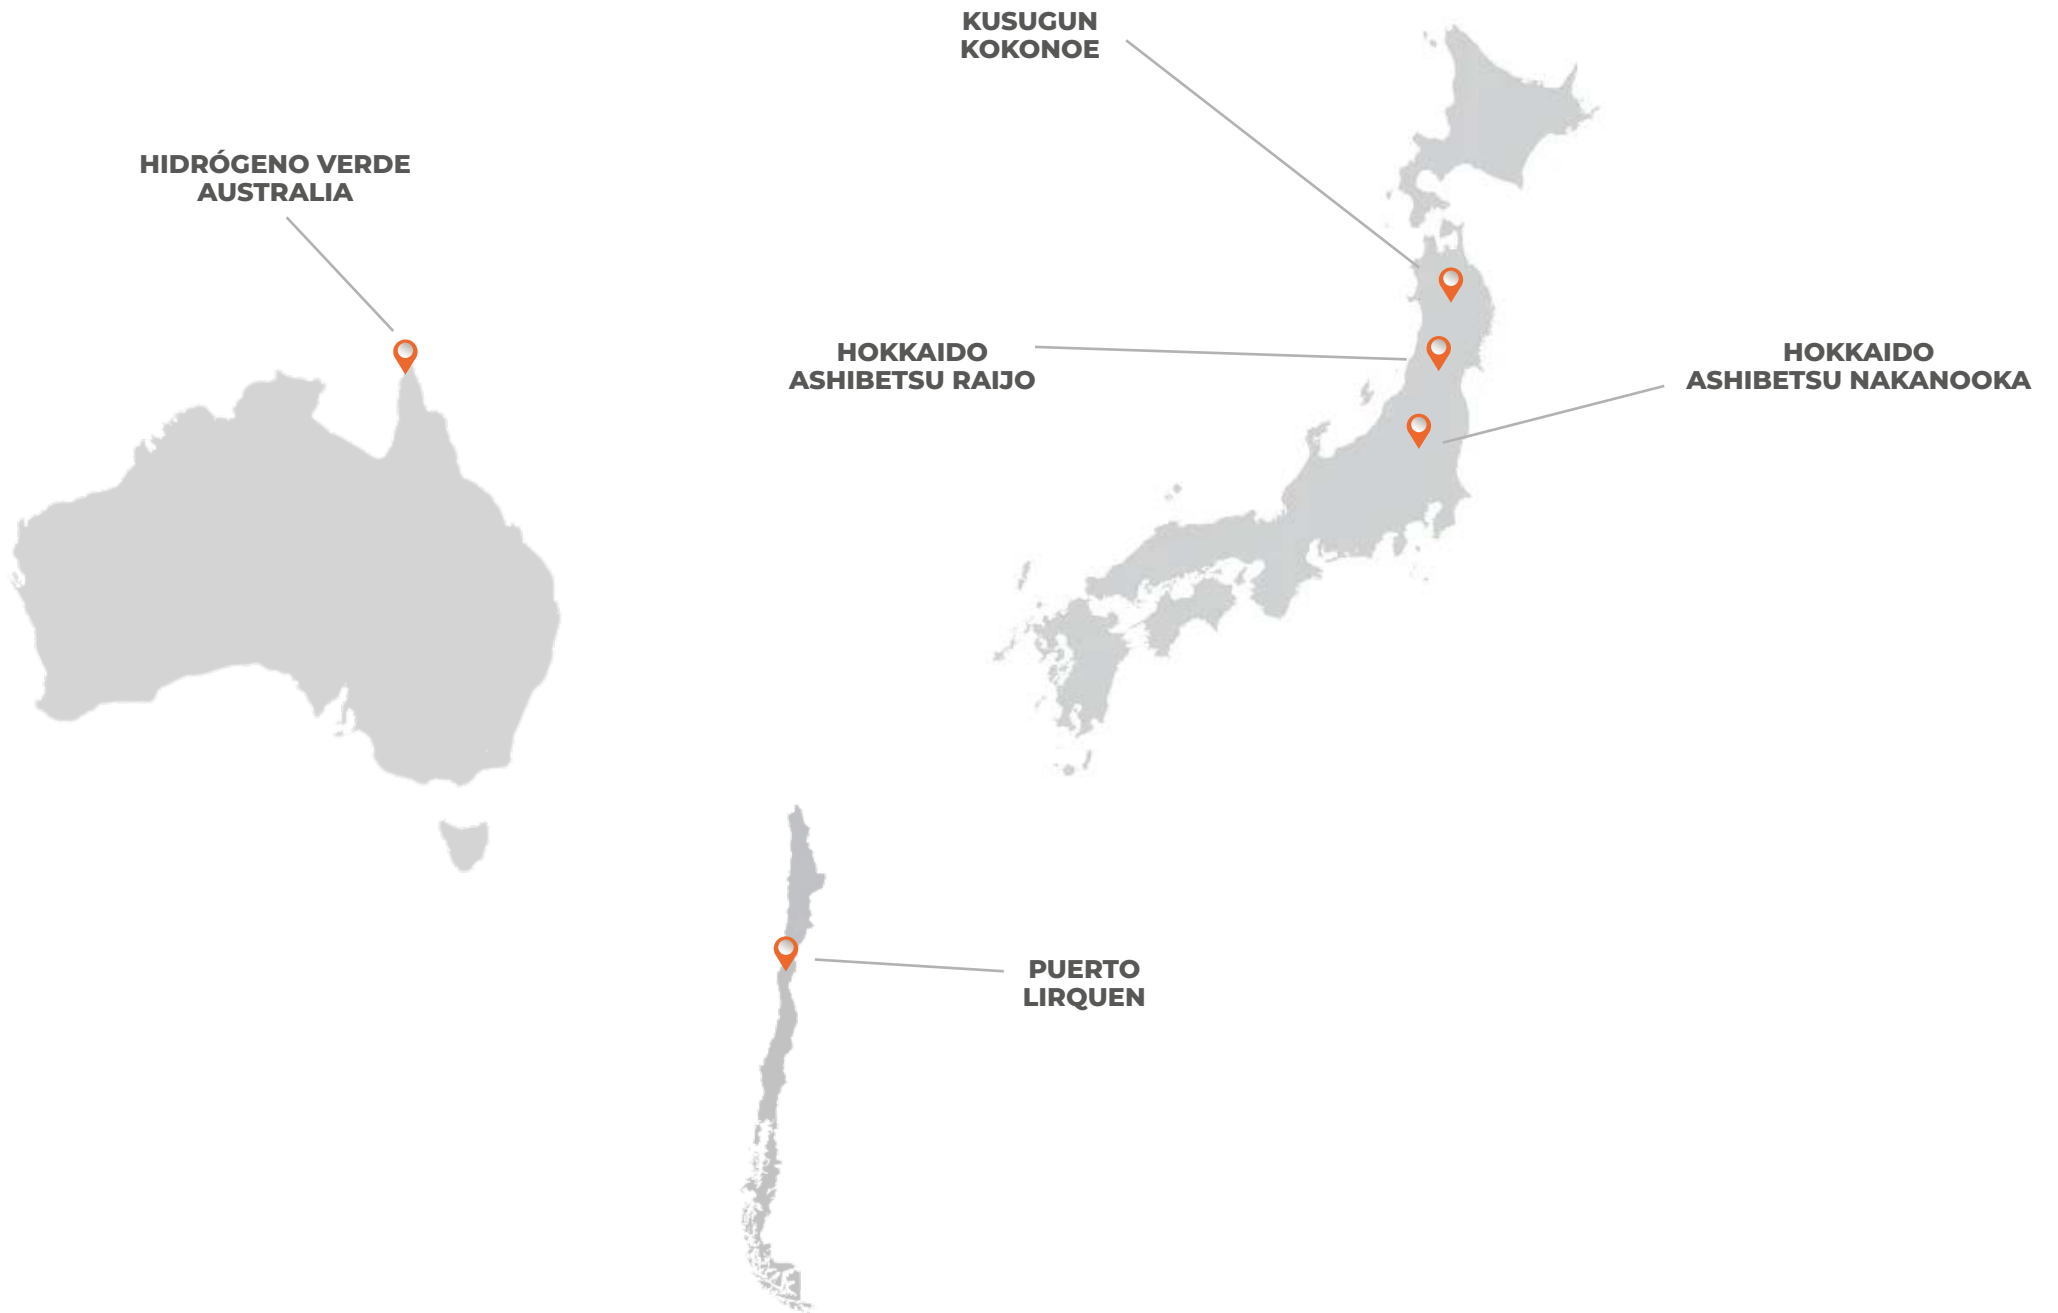 KUSUGUN
KOKONOE
HIDRÓGENO VERDE
AUSTRALIA
HOKKAIDO
ASHIBETSU RAIJO
HOKKAIDO
ASHIBETSU NAKANOOKA
PUERTO
LIRQUEN